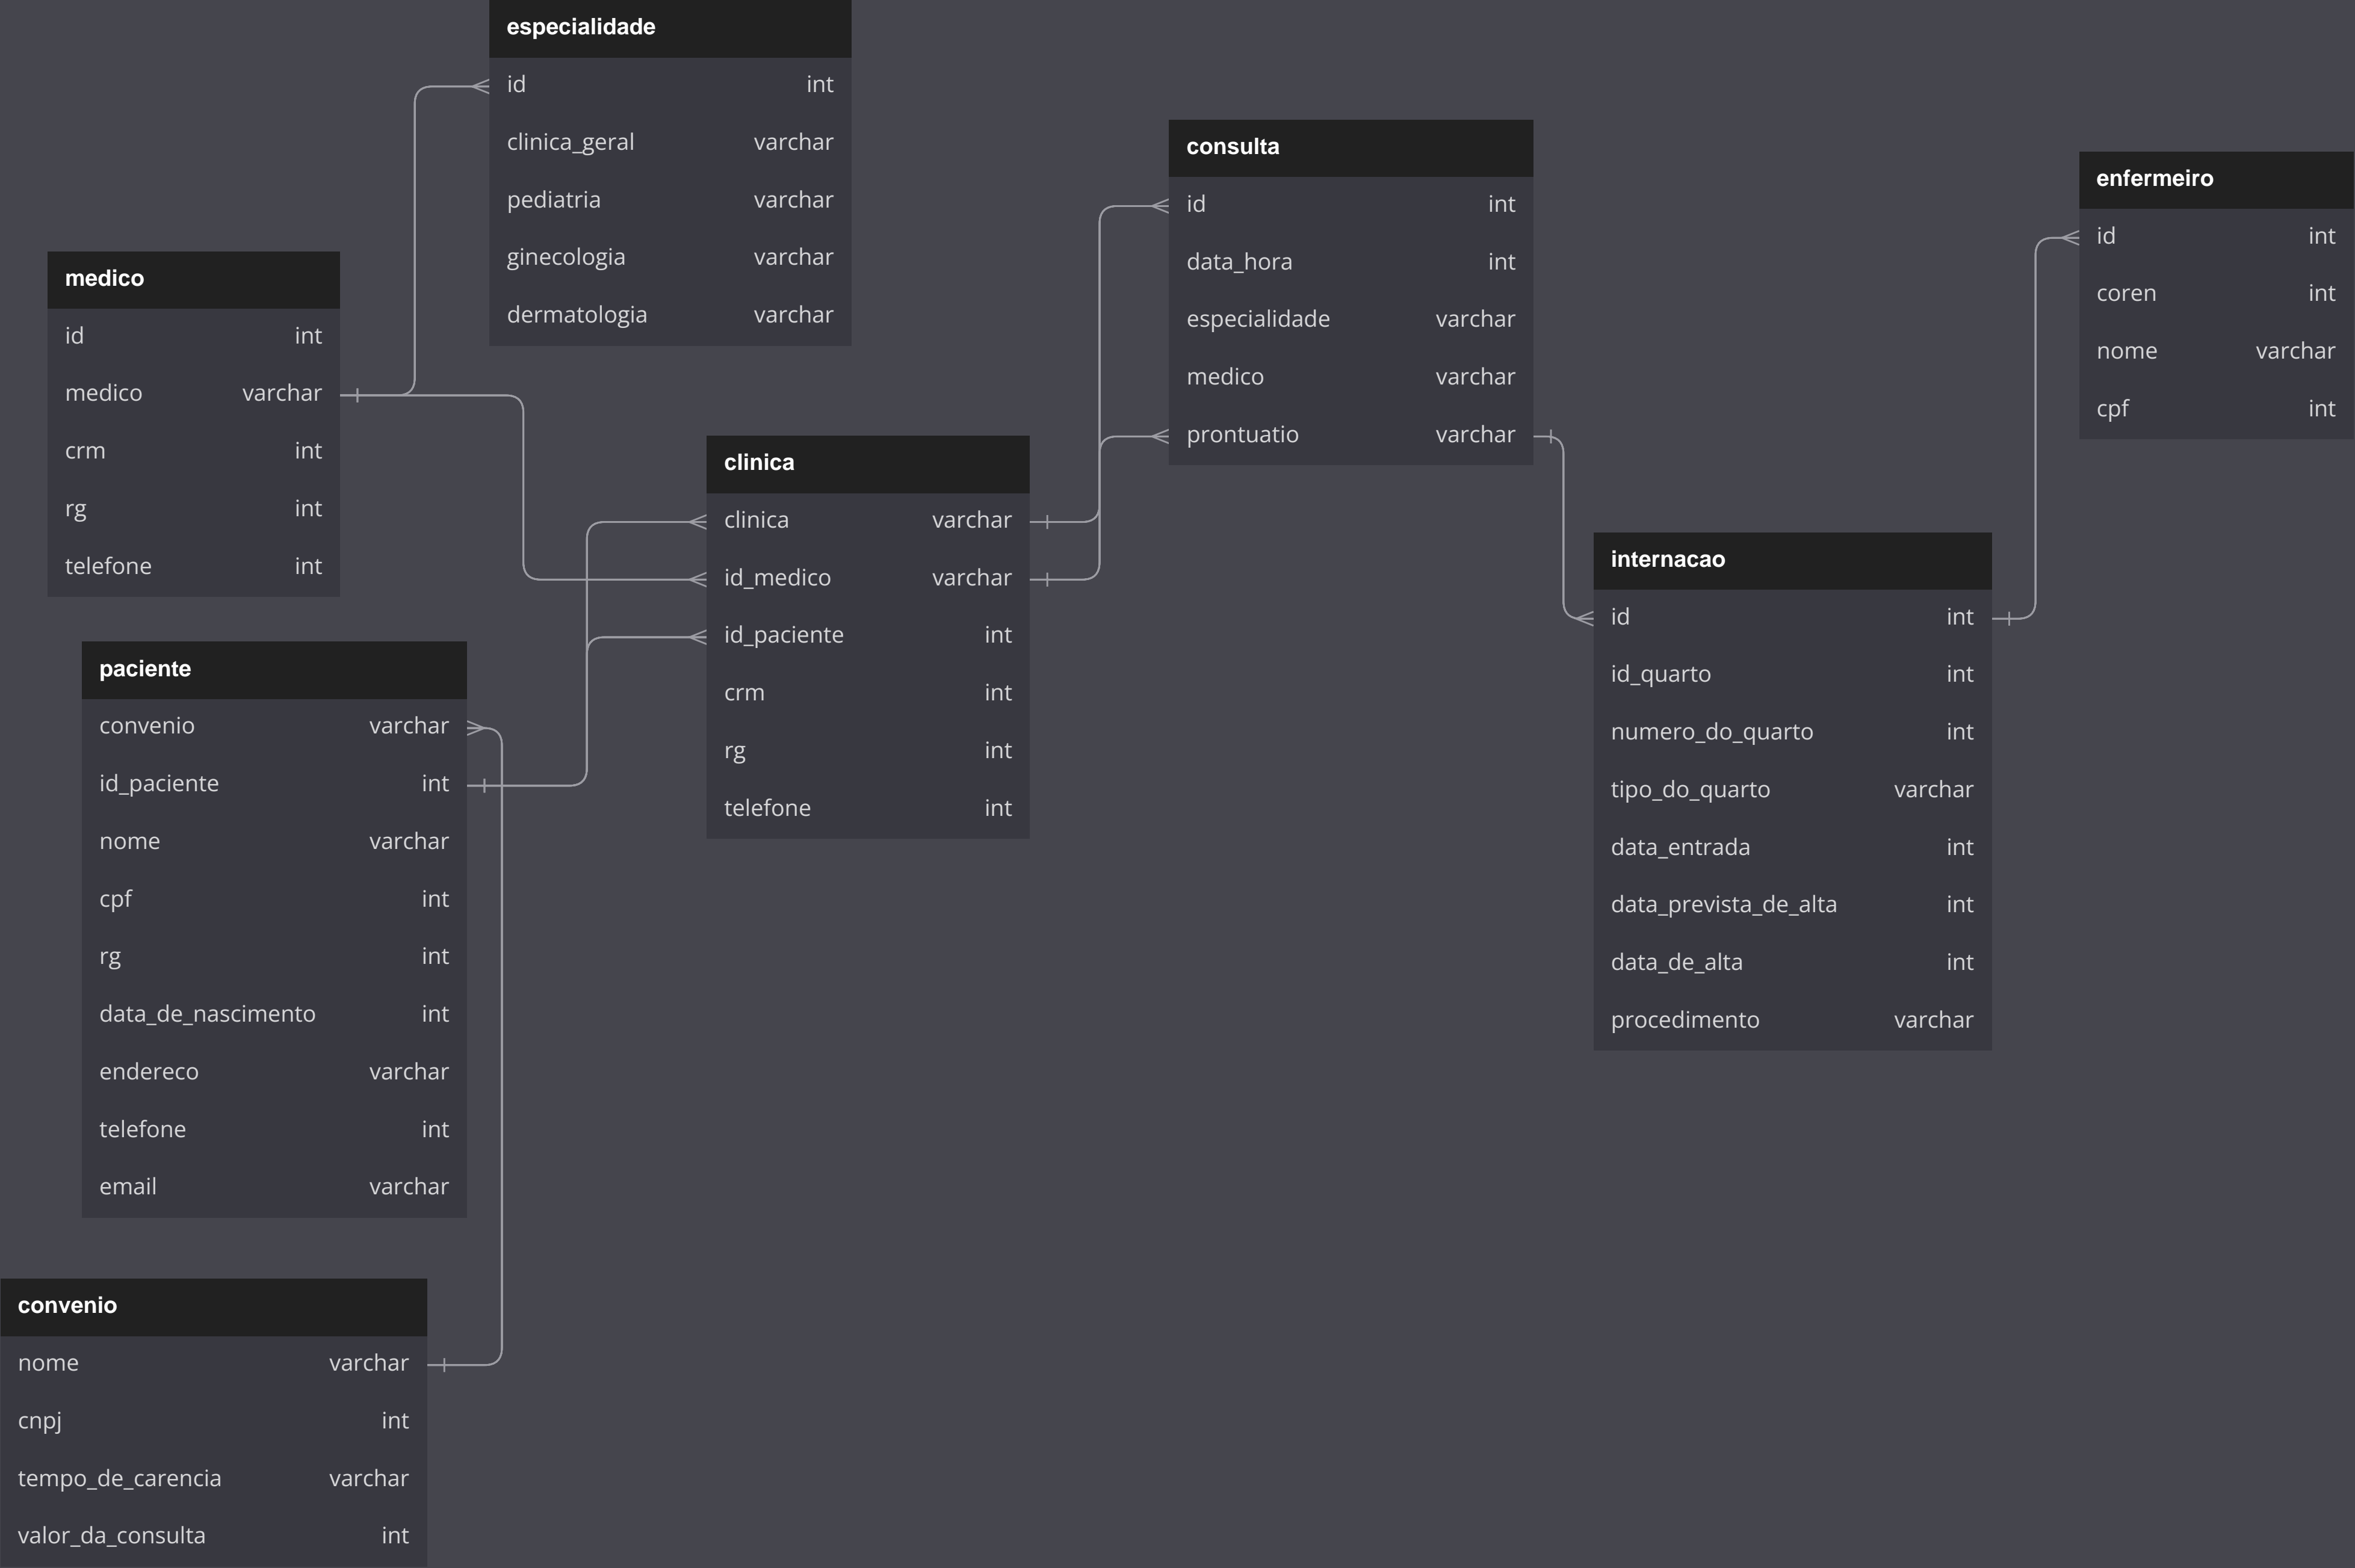 especialidade
id int
clinica_geral varchar
pediatria varchar
ginecologia varchar
dermatologia varchar
consulta
id int
data_hora int
especialidade varchar
medico varchar
prontuatio varchar
enfermeiro
id int
coren int
nome varchar
cpf int
medico
id int
medico varchar
crm int
rg int
telefone int
clinica
clinica varchar
id_medico varchar
id_paciente int
crm int
rg int
telefone int
internacao
id int
id_quarto int
numero_do_quarto int
tipo_do_quarto varchar
data_entrada int
data_prevista_de_alta int
data_de_alta int
procedimento varchar
paciente
convenio varchar
id_paciente int
nome varchar
cpf int
rg int
data_de_nascimento int
endereco varchar
telefone int
email varchar
convenio
nome varchar
cnpj int
tempo_de_carencia varchar
valor_da_consulta int